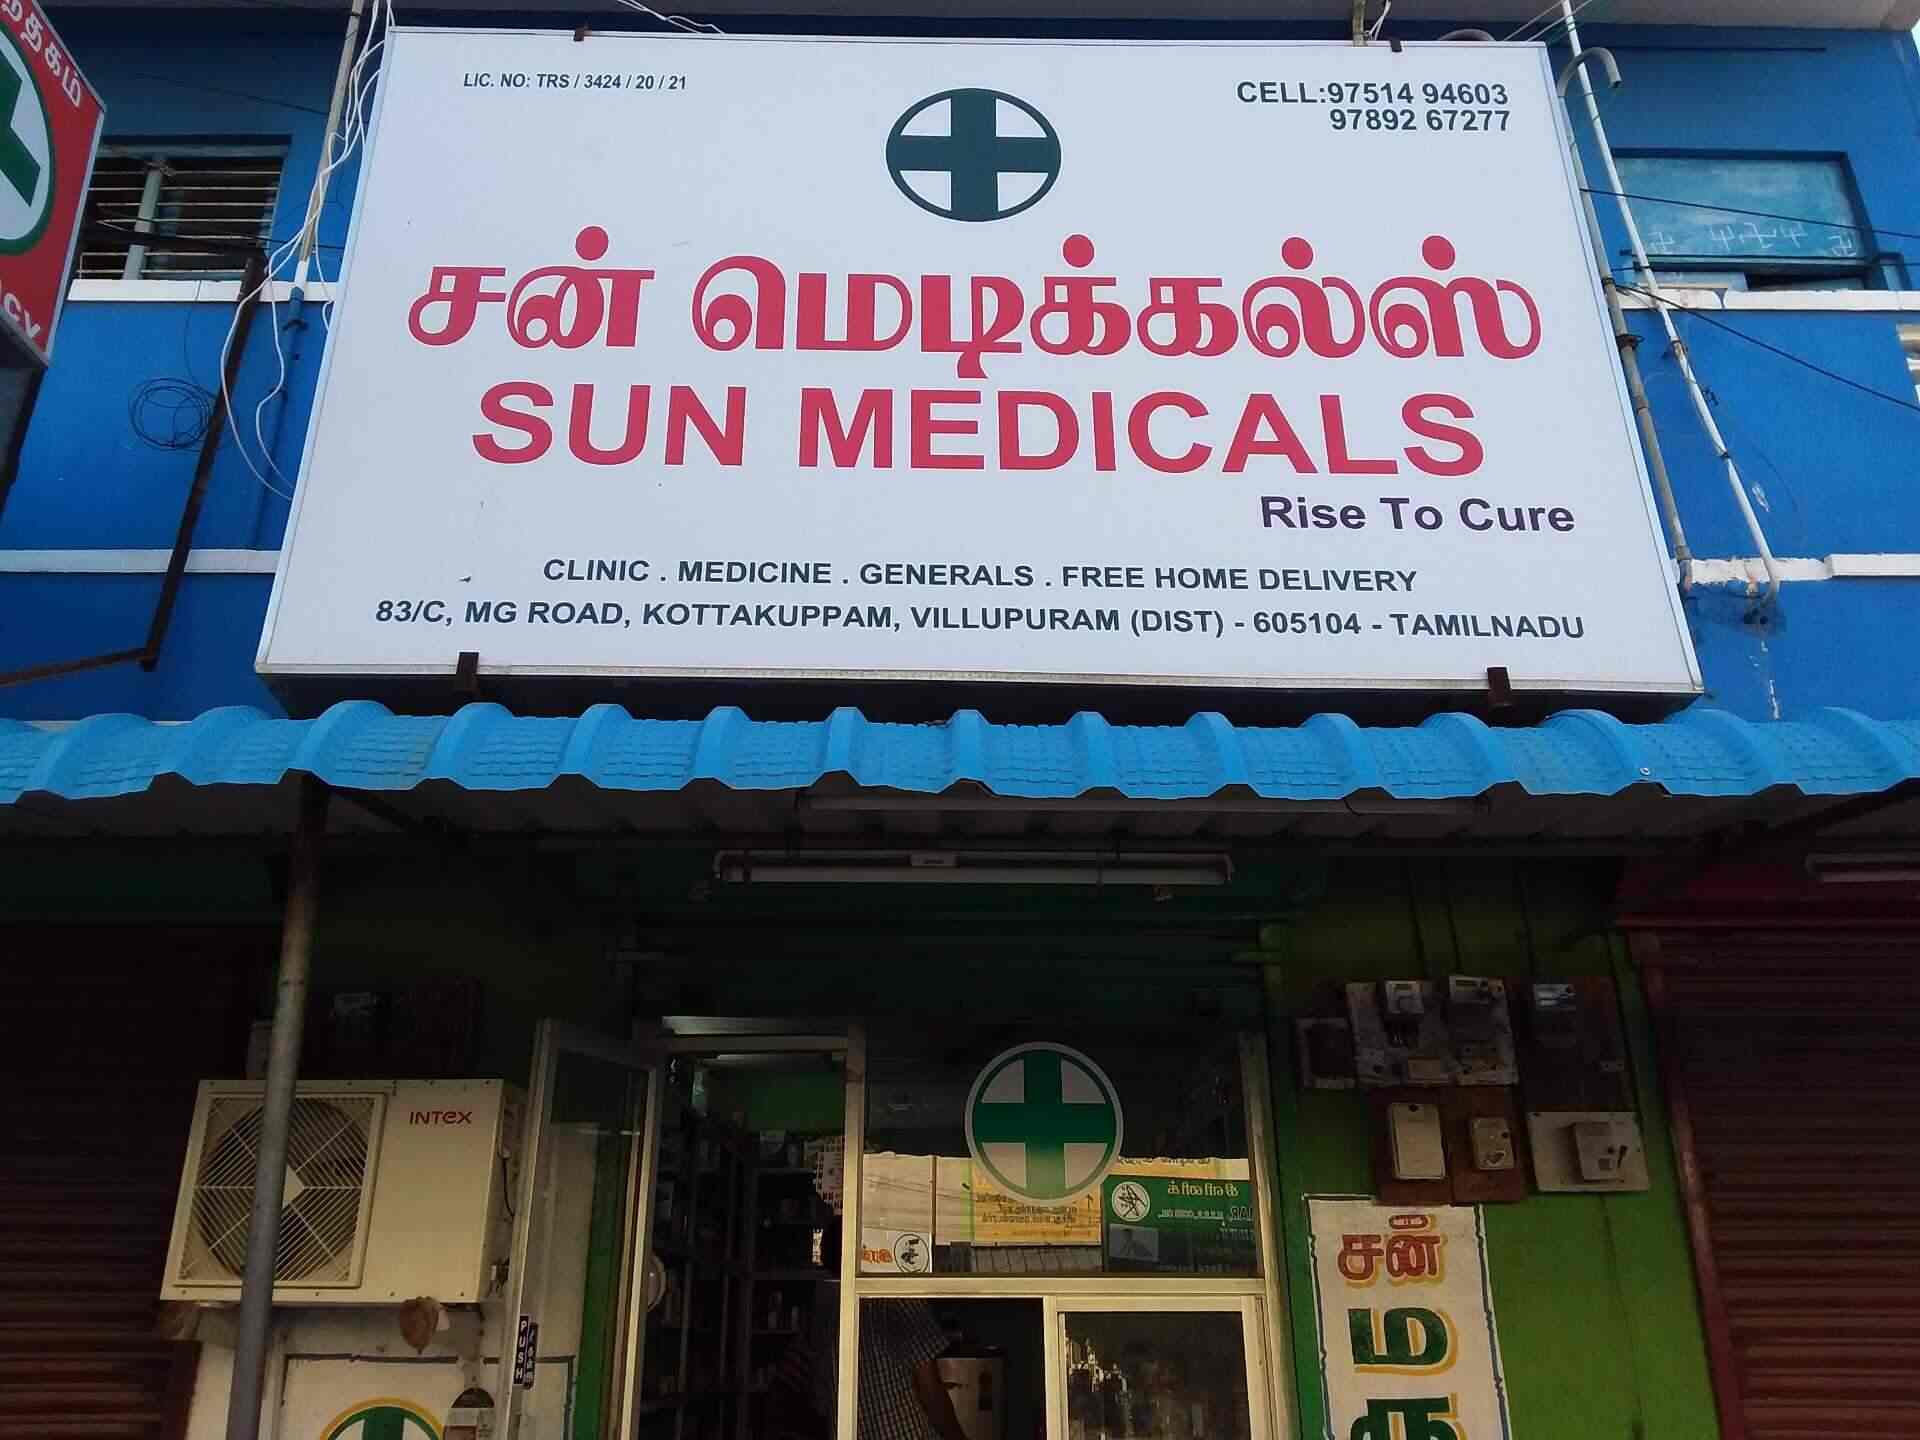 LIC. NO: TRS / 3424 / 20 / 21
CELL:97514 94603
97892 67277
சன் மெடிக்கல்ஸ்
SUN MEDICALS
Rise To Cure
CLINIC . MEDICINE . GENERALS . FREE HOME DELIVERY
83/C, MG ROAD, KOTTAKUPPAM, VILLUPURAM (DIST) - 605104 - TAMILNADU
INTEX
PUSH
சன்